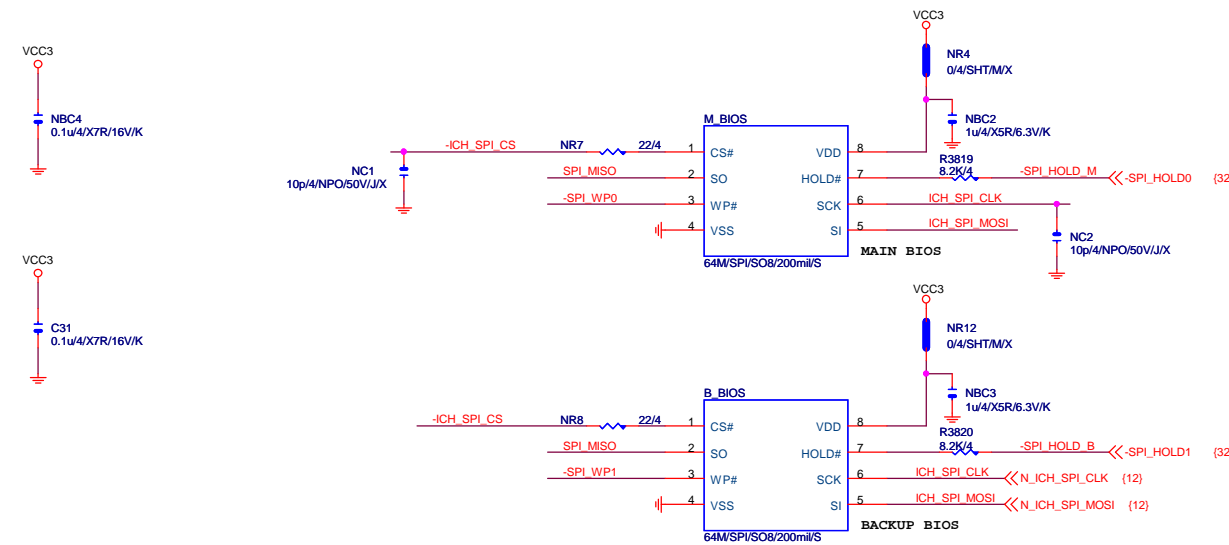 VCC3
NBC4
0.1u/4/X7R/16V/K
VCC3
C31
0.1u/4/X7R/16V/K
VCC3
NR4
0/4/SHT/M/X
NBC2
1u/4/X5R/6.3V/K
M_BIOS
-ICH_SPI_CS NR7 22/4 1 CS# VDD 8
NC1
10p/4/NPO/50V/J/X
R3819
8.2K/4
SPI_MISO 2 SO HOLD# 7 -SPI_HOLD_M -SPI_HOLD0 {32
-SPI_WP0 3 WP# SCK 6 ICH_SPI_CLK
4 VSS SI 5 ICH_SPI_MOSI
NC2
10p/4/NPO/50V/J/X
MAIN BIOS
64M/SPI/SO8/200mil/S
VCC3
NR12
0/4/SHT/M/X
NBC3
1u/4/X5R/6.3V/K
B_BIOS
-ICH_SPI_CS NR8 22/4 1 CS# VDD 8
R3820
8.2K/4
SPI_MISO 2 SO HOLD# 7 -SPI_HOLD_B -SPI_HOLD1 {32
-SPI_WP1 3 WP# SCK 6 ICH_SPI_CLK N_ICH_SPI_CLK {12}
4 VSS SI 5 ICH_SPI_MOSI N_ICH_SPI_MOSI {12}
BACKUP BIOS
64M/SPI/SO8/200mil/S